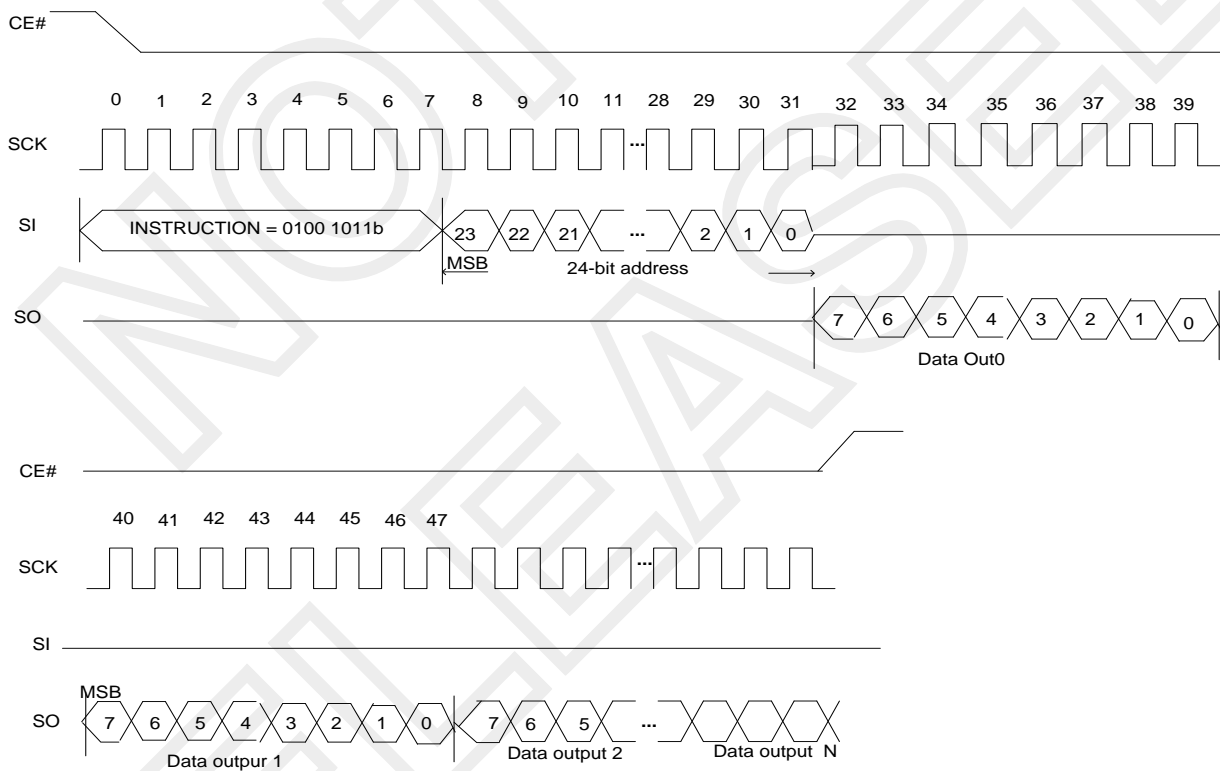 CE#
0 1 2 3 4 5 6 7 8 9 10 11 28 29 30 31 32 33 34 35 36 37 38 39
SCK ...
SI INSTRUCTION = 0100 1011b 23 22 21 ... 2 1 0
MSB 24-bit address
SO 7 6 5 4 3 2 1 0
Data Out0
CE#
40 41 42 43 44 45 46 47
SCK ...
SI
MSB
SO 7 6 5 4 3 2 1 0 7 6 5 ...
Data outpur 1 Data output 2 Data output N